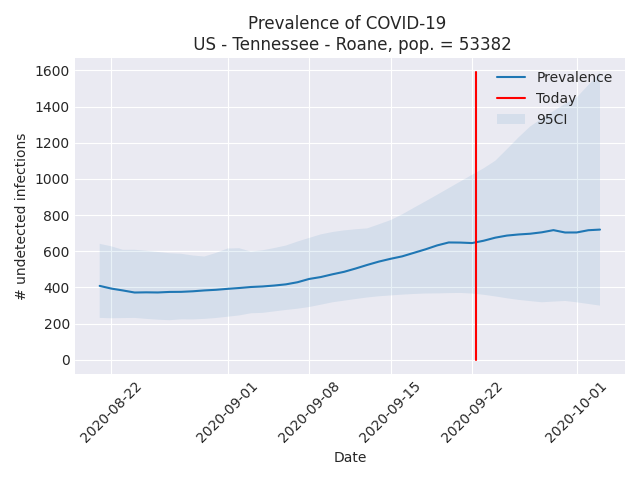 Prevalence of COVID-19
US - Tennessee - Roane, pop. = 53382
1600
1400
1200
1000
800
600
400
200
0
# undetected infections
Prevalence
Today
95CI
2020-08-22
2020-09-01
2020-09-08
2020-09-15
2020-09-22
2020-10-01
Date